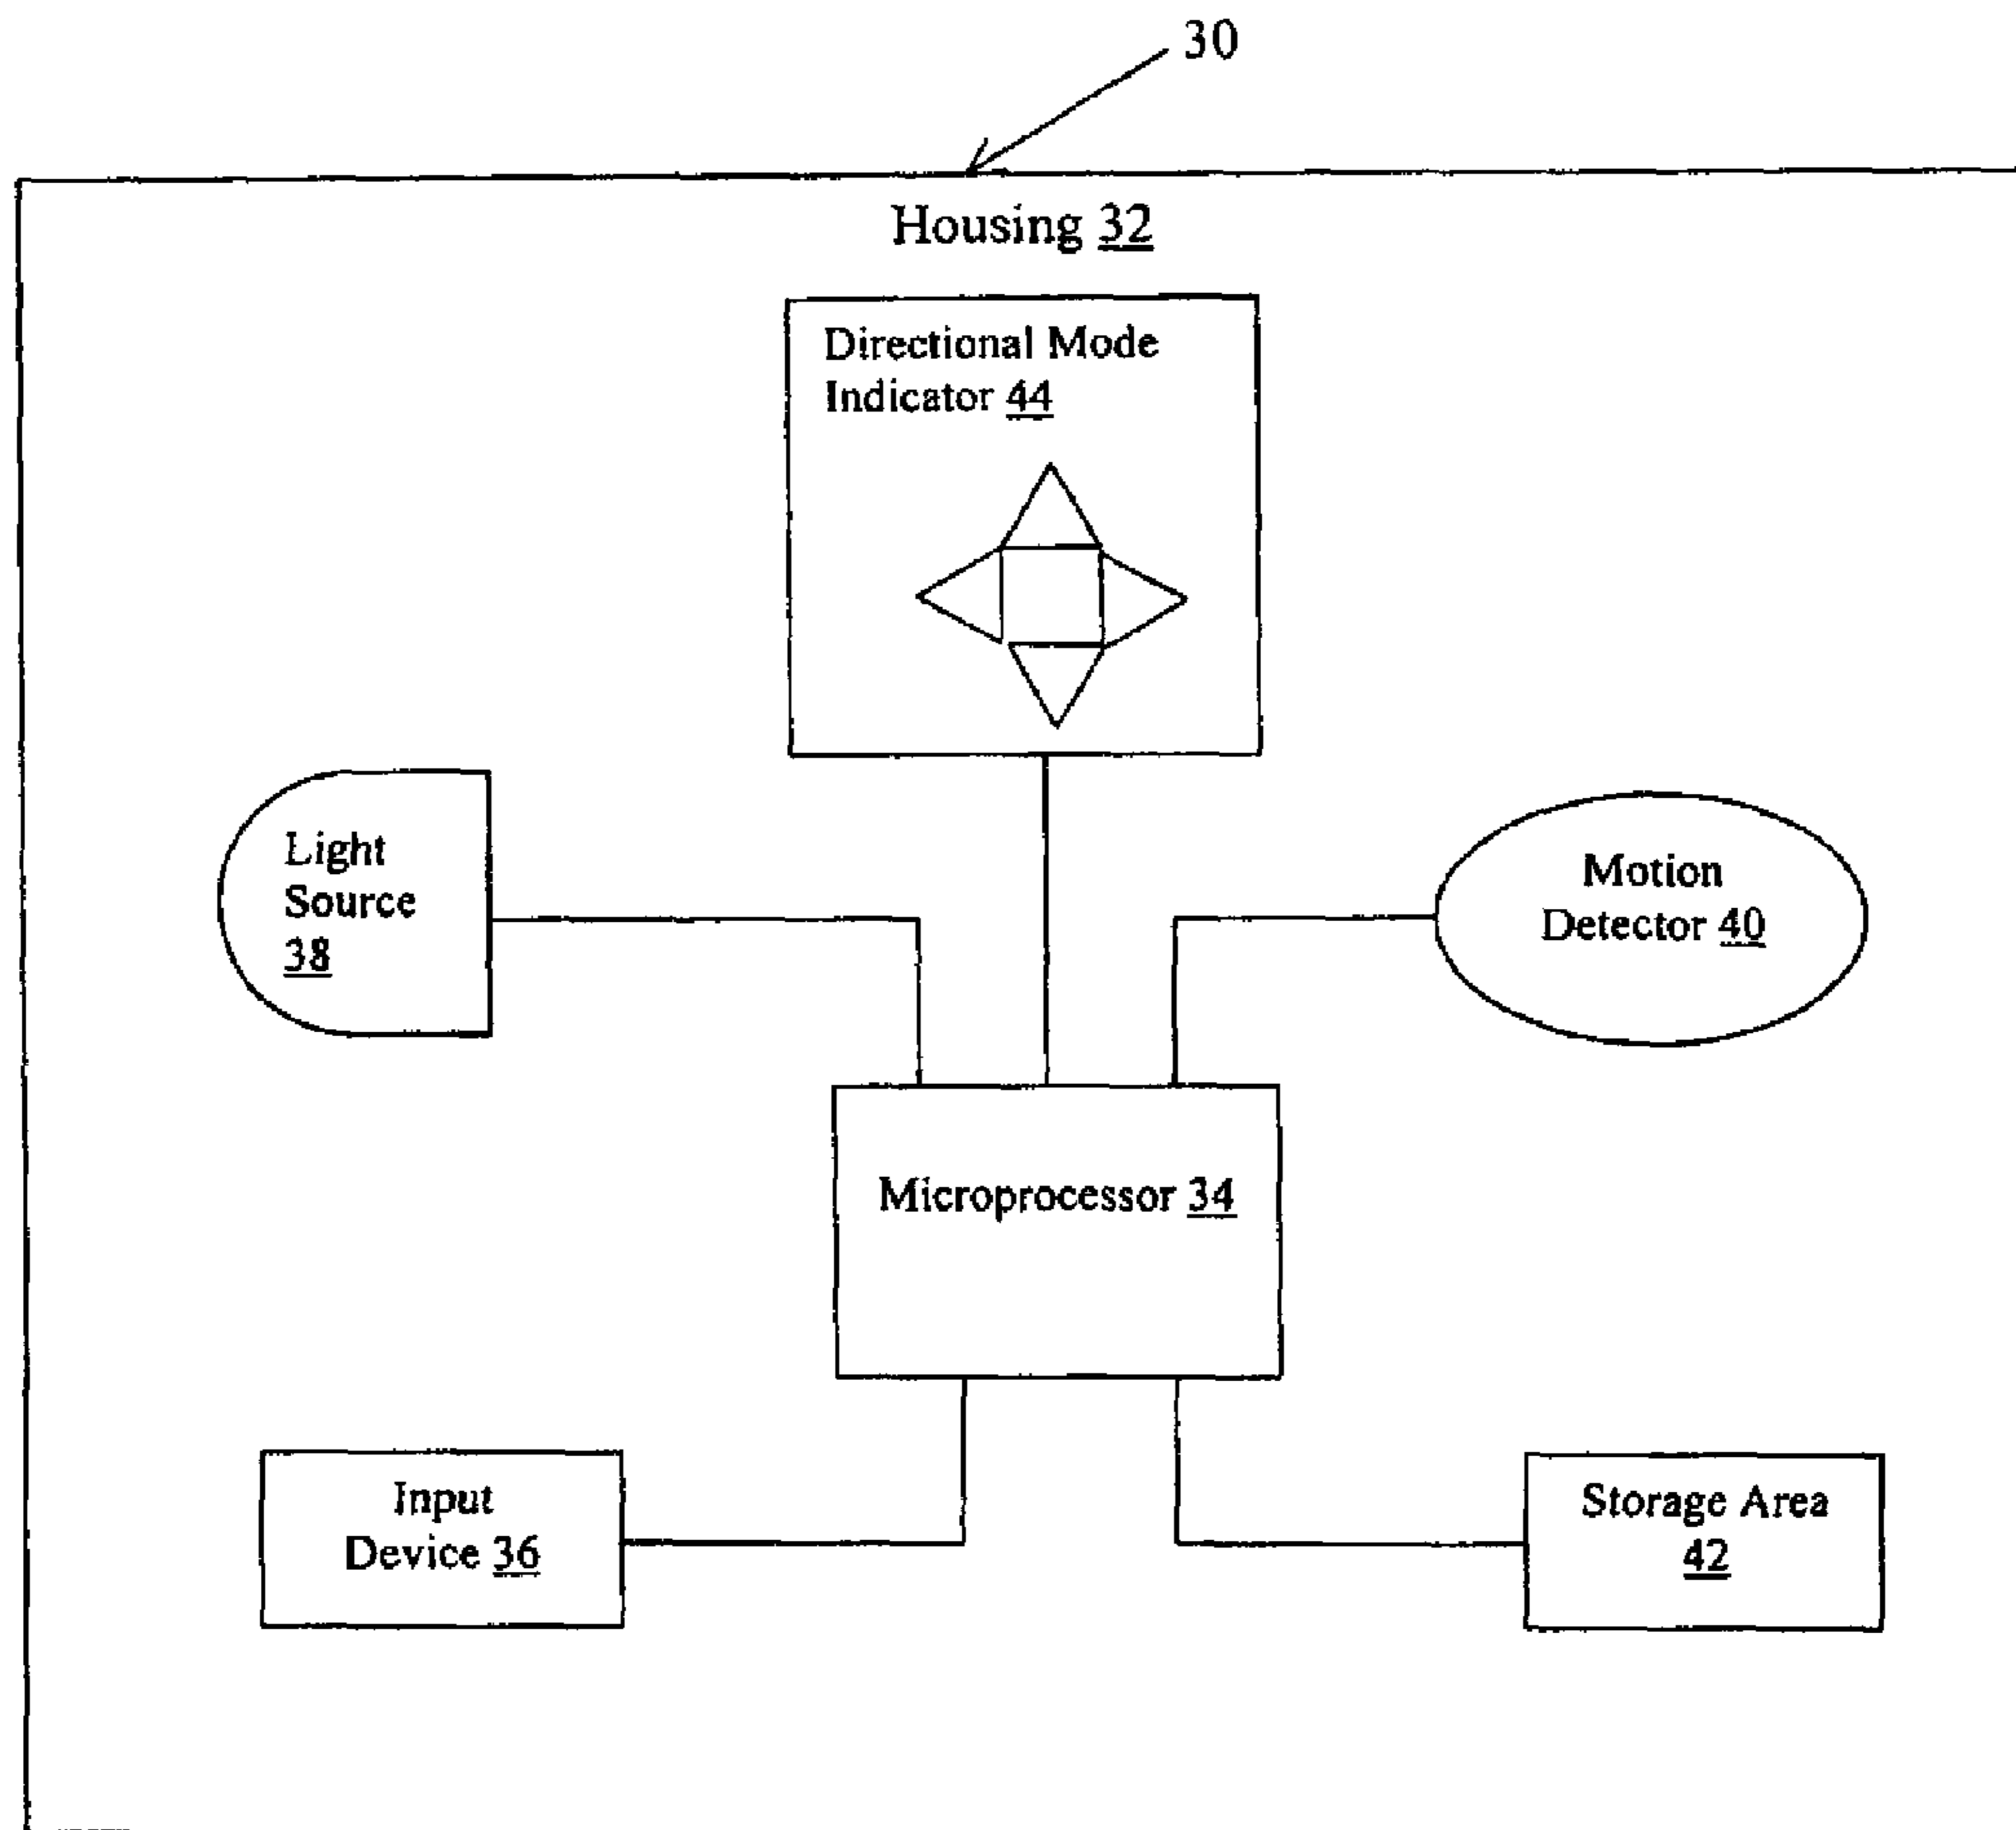 30
Housing 32
Directional Mode
Indicator 44
Light
Source
38
Motion
Detector 40
Microprocessor 34
Input
Device 36
Storage Area
42